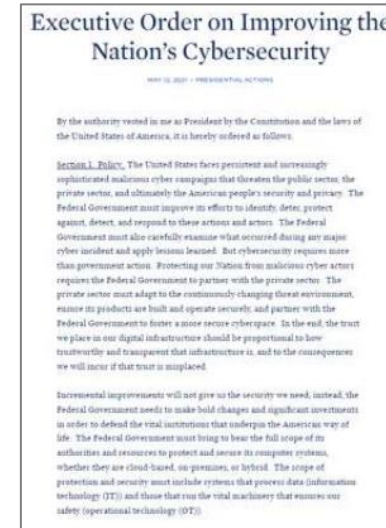 Executive Order on Improving the
Nation's Cybersecurity
MAY 12, 2021 • PRESIDENTIAL ACTIONS
By the authority vested in me as President by the Constitution and the laws of
the United States of America, it is hereby ordered as follows:
Section 1. Policy. The United States faces persistent and increasingly
sophisticated malicious cyber campaigns that threaten the public sector, the
private sector, and ultimately the American people's security and privacy. The
Federal Government must improve its efforts to identify, deter, protect
against, detect, and respond to these actions and actors. The Federal
Government must also carefully examine what occurred during any major
cyber incident and apply lessons learned. But cybersecurity requires more
than government action. Protecting our Nation from malicious cyber actors
requires the Federal Government to partner with the private sector. The
private sector must adapt to the continuously changing threat environment,
ensure its products are built and operate securely, and partner with the
Federal Government to foster a more secure cyberspace. In the end, the trust
we place in our digital infrastructure should be proportional to how
trustworthy and transparent that infrastructure is, and to the consequences
we will incur if that trust is misplaced.
Incremental improvements will not give us the security we need; instead, the
Federal Government needs to make bold changes and significant investments
in order to defend the vital institutions that underpin the American way of
life. The Federal Government must bring to bear the full scope of its
authorities and resources to protect and secure its computer systems,
whether they are cloud-based, on-premises, or hybrid. The scope of
protection and security must include systems that process data (information
technology (IT)) and those that run the vital machinery that ensures our
safety (operational technology (OT)).